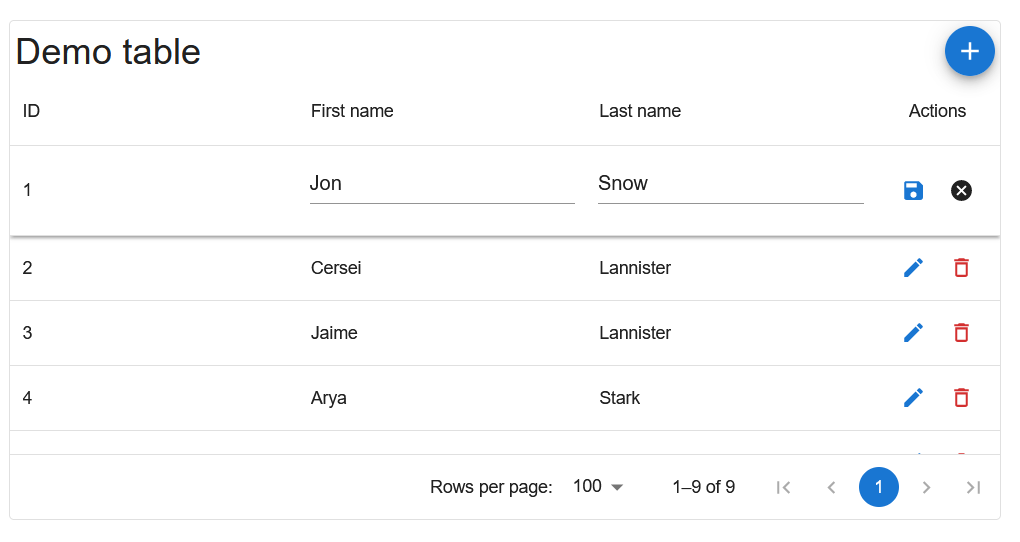 Demo table
ID First name Last name Actions
1 Jon Snow
2 Cersei Lannister
3 Jaime Lannister
4 Arya Stark
Rows per page: 100 1–9 of 9 1